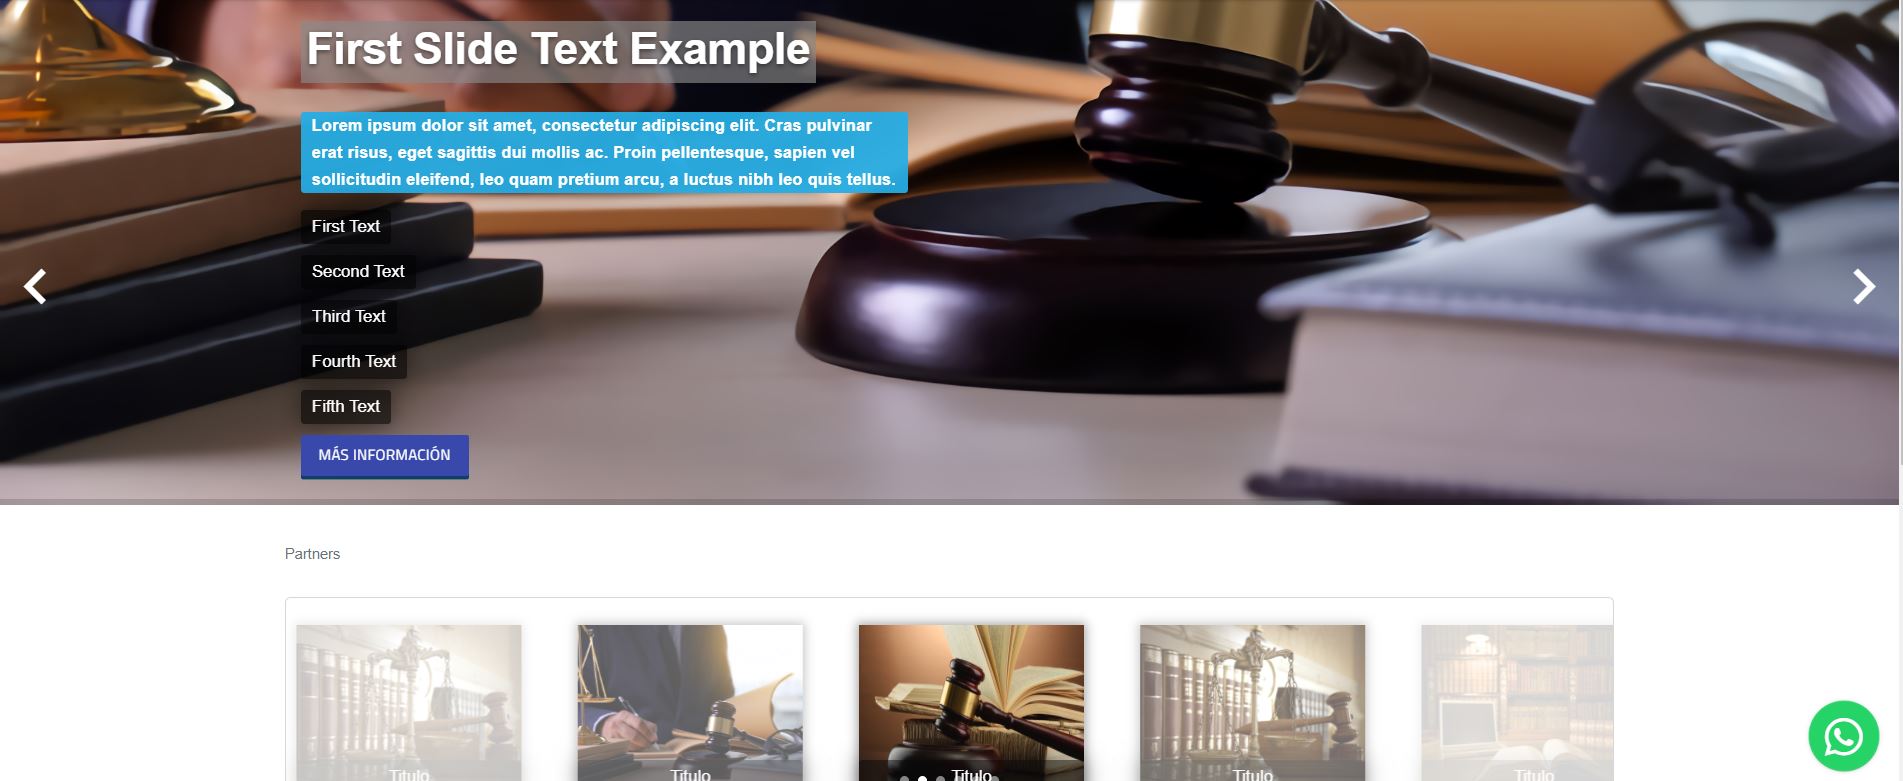 First Slide Text Example
Lorem ipsum dolor sit amet, consectetur adipiscing elit. Cras pulvinar
erat risus, eget sagittis dui mollis ac. Proin pellentesque, sapien vel
sollicitudin eleifend, leo quam pretium arcu, a luctus nibh leo quis tellus.
First Text
Second Text
Third Text
Fourth Text
Fifth Text
MÁS INFORMACIÓN
Partners
Titulo
Titulo
Titulo
Titulo
Titulo